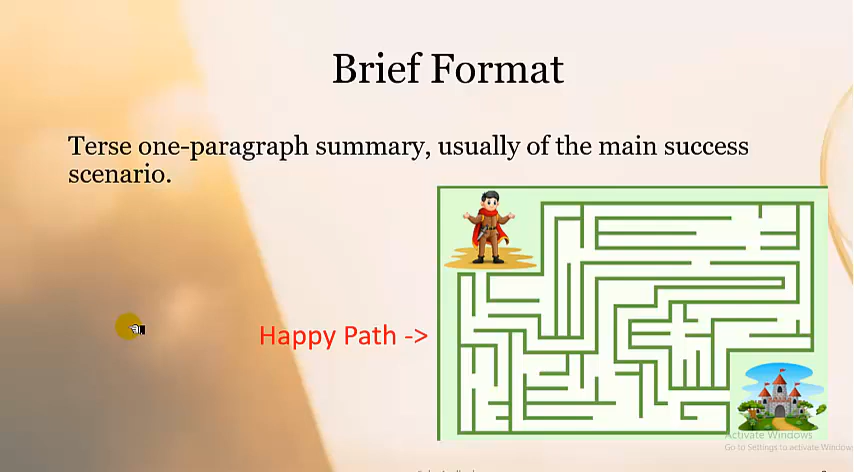 Brief Format
Terse one-paragraph summary, usually of the main success
scenario.
Happy Path ->
Activate Windows
Go to Settings to activate Windows